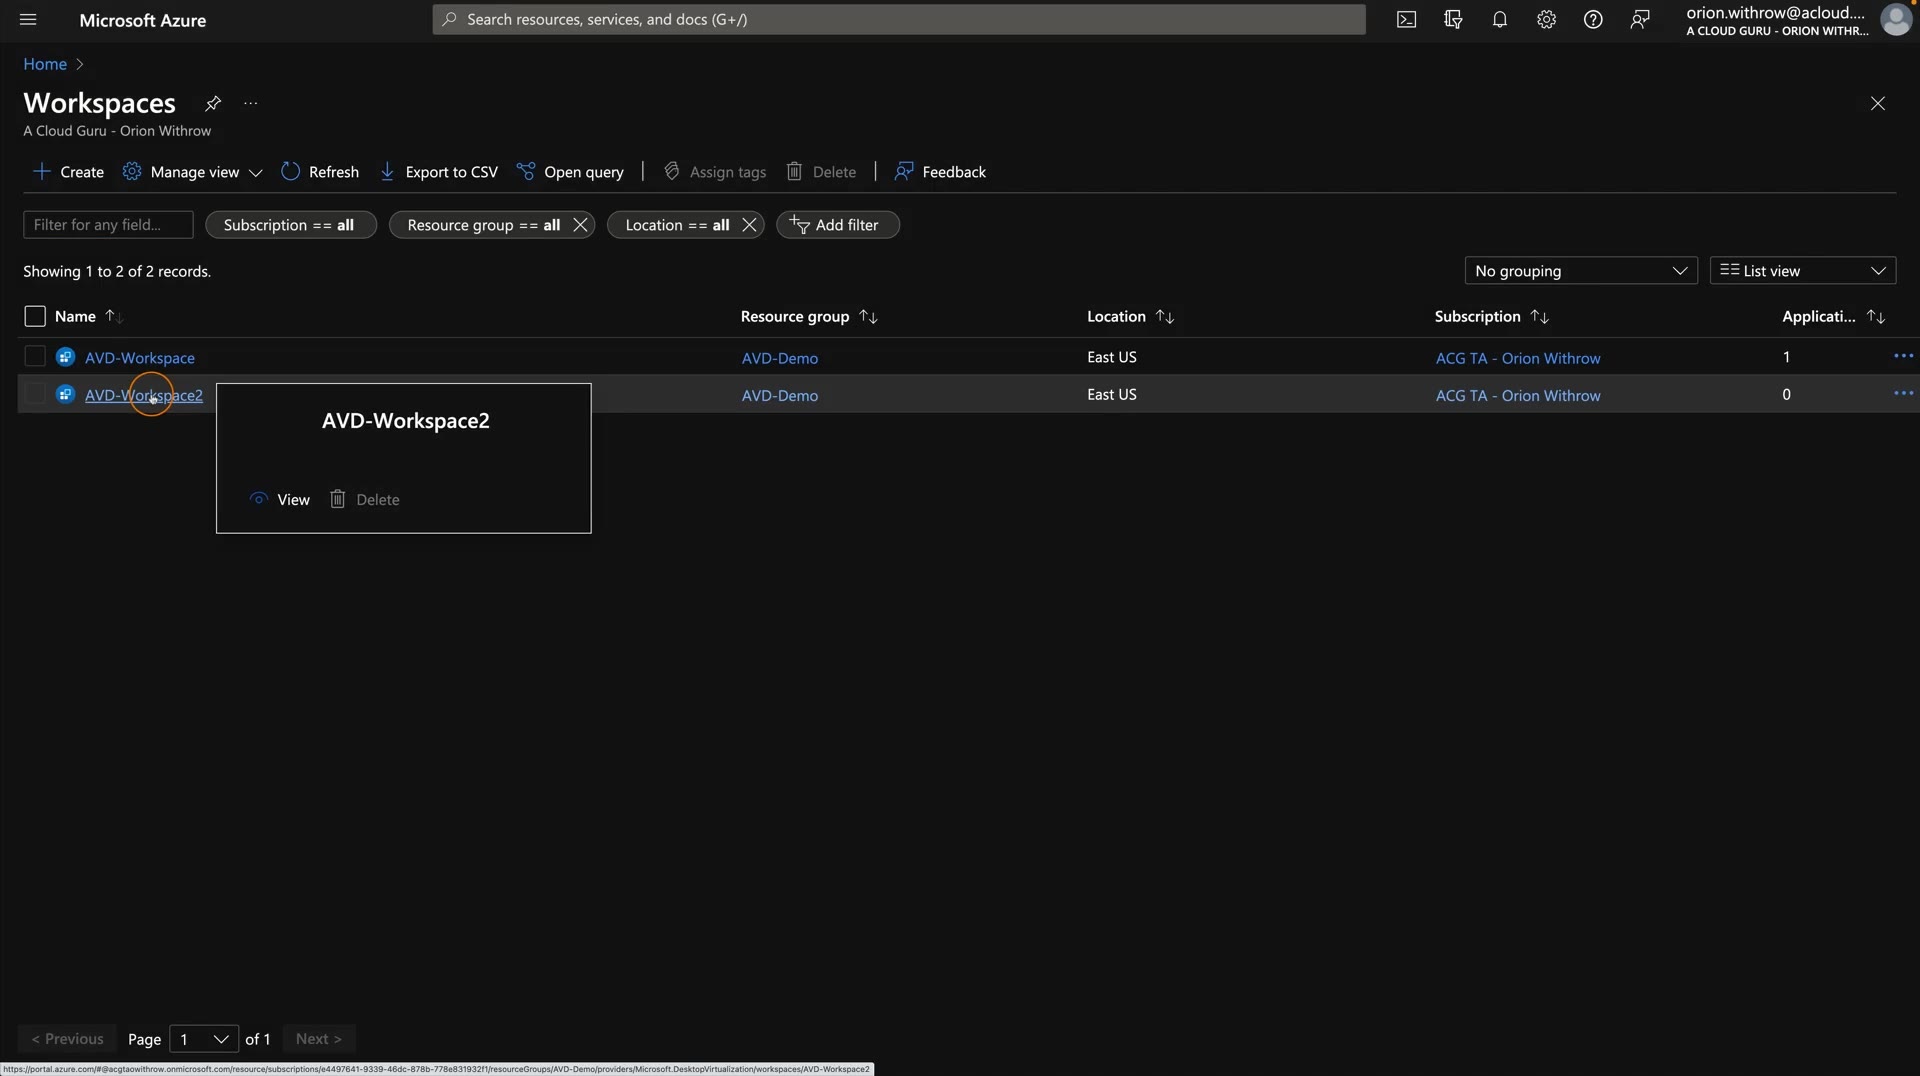 Microsoft Azure
Search resources, services, and docs (G+/)
orion.withrow@acloud....
A CLOUD GURU - ORION WITHR...
Home
Workspaces
...
A Cloud Guru - Orion Withrow
Create
Manage view
Refresh
Export to CSV
Open query
Assign tags
Delete
Feedback
Filter for any field...
Subscription == all
Resource group == all
Location == all
Add filter
Showing 1 to 2 of 2 records.
No grouping
List view
Name
Resource group
Location
Subscription
Applicati...
AVD-Workspace
AVD-Demo
East US
ACG TA - Orion Withrow
1
AVD-Workspace2
AVD-Demo
East US
ACG TA - Orion Withrow
0
AVD-Workspace2
View
Delete
< Previous
Page
1
of 1
Next >
https://portal.azure.com/#@acgtaowithrow.onmicrosoft.com/resource/subscriptions/e4497641-9339-46dc-878b-778e831932f1/resourceGroups/AVD-Demo/providers/Microsoft.DesktopVirtualization/workspaces/AVD-Workspace2